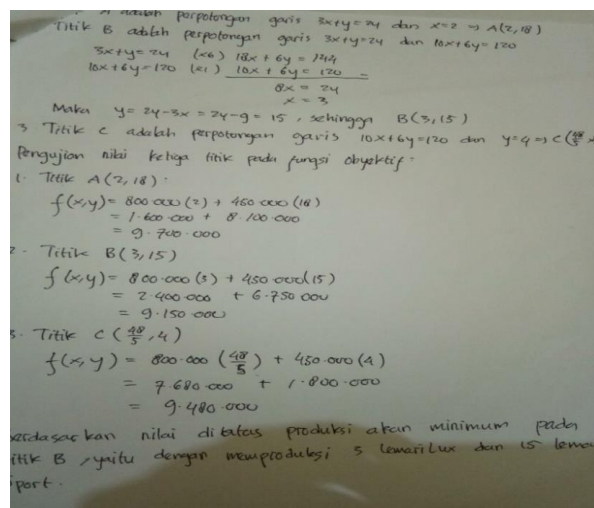 A adalah perpotongan garis 3x+y=24 dan x=2 ⇒ A(2,18)
Titik B adalah perpotongan garis 3x+y=24 dan 10x+6y=120
3x+y=24 (x6) 18x + 6y = 144
10x+6y=120 (x1) 10x + 6y = 120 −
8x = 24
x = 3
Maka y=24-3x = 24-9 = 15, sehingga B(3,15)
3 Titik C adalah perpotongan garis 10x+6y=120 dan y=4 ⇒ C(48/5
Pengujian nilai ketiga titik pada fungsi obyektif:
1. Titik A(2,18):
f(x,y) = 800.000(2) + 450.000(18)
= 1.600.000 + 8.100.000
= 9.700.000
2. Titik B(3,15)
f(x,y) = 800.000(3) + 450.000(15)
= 2.400.000 + 6.750.000
= 9.150.000
3. Titik C(48/5,4)
f(x,y) = 800.000(48/5) + 450.000(4)
= 7.680.000 + 1.800.000
= 9.480.000
berdasarkan nilai diatas produksi akan minimum pada
titik B, yaitu dengan memproduksi 3 lemari Lux dan 15 lema
sport.